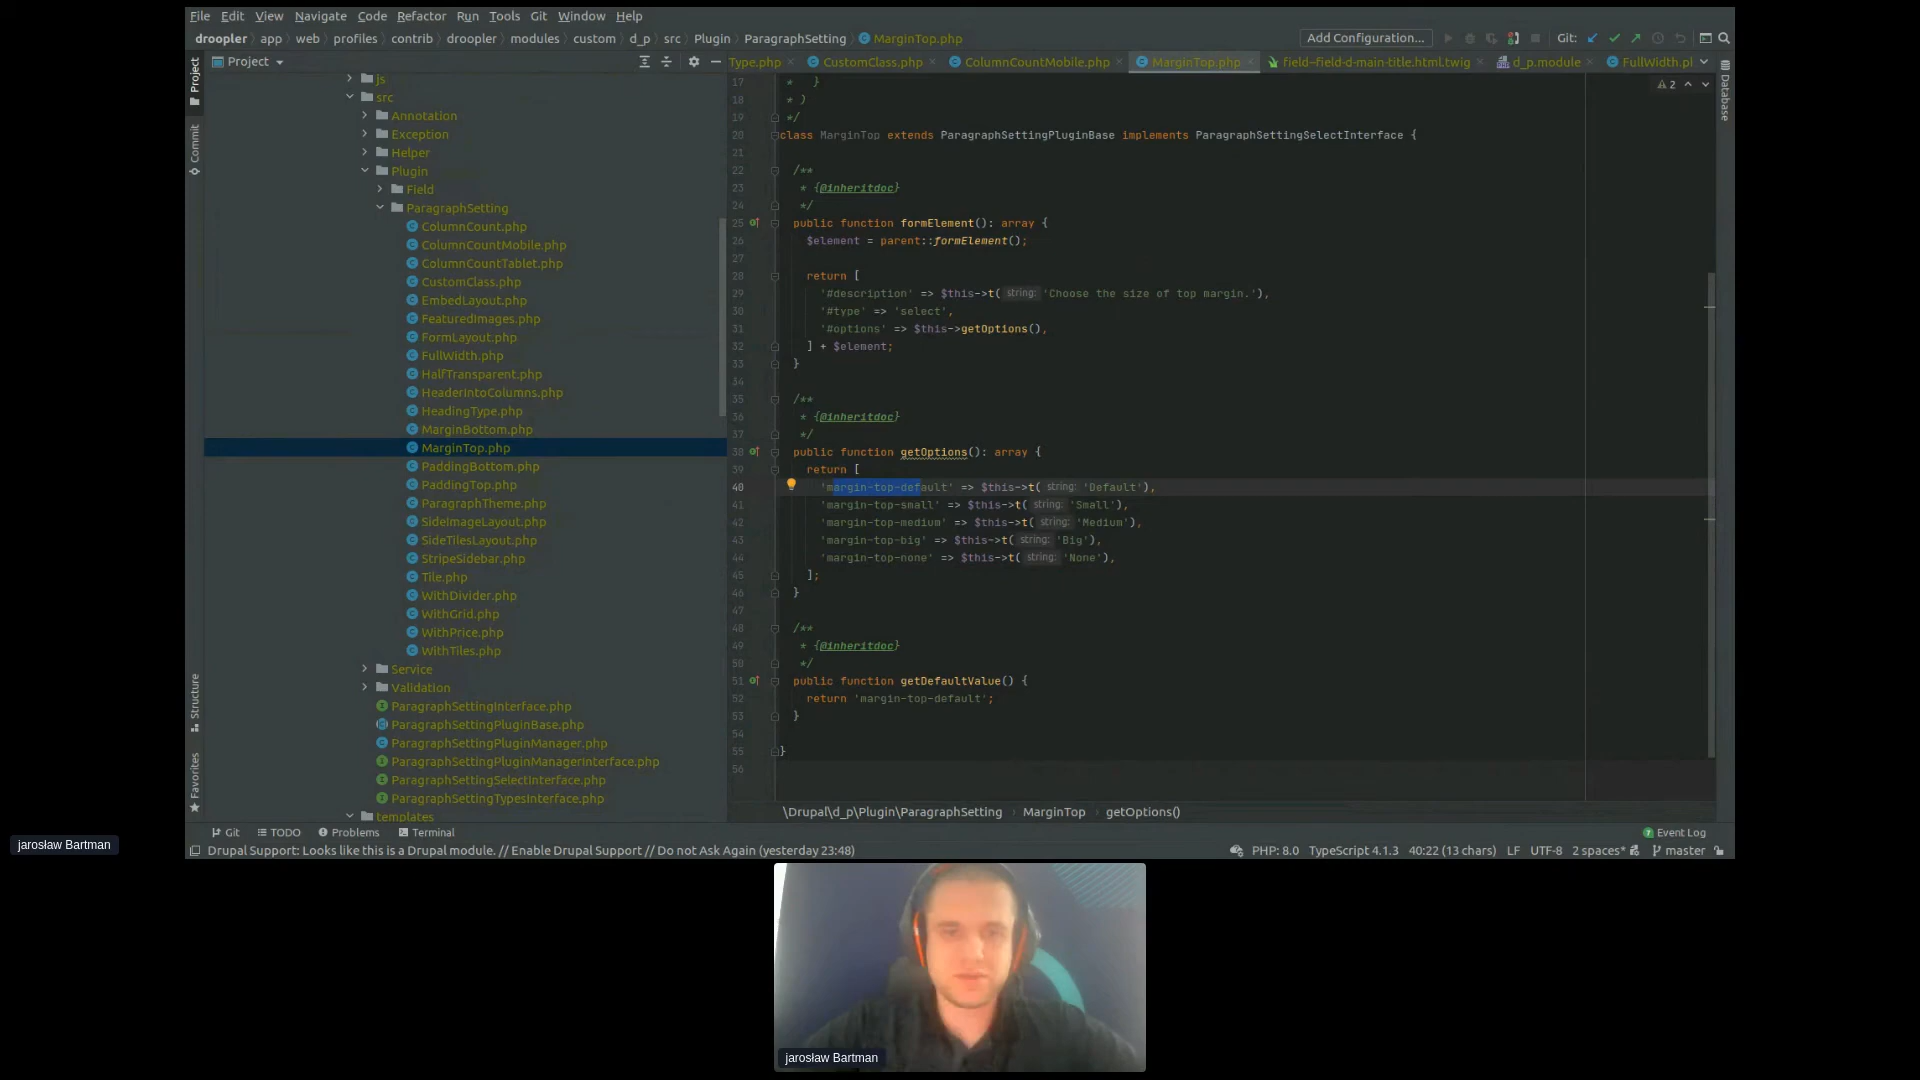 File Edit View Navigate Code Refactor Run Tools Git Window Help
droopler app web profiles contrib droopler modules custom d_p src Plugin ParagraphSetting MarginTop.php
Add Configuration... Git:
Project
Type.php CustomClass.php ColumnCountMobile.php MarginTop.php field--field-d-main-title.html.twig d_p.module FullWidth.pl
Project
Commit
Structure
Favorites
Database
js
src
Annotation
Exception
Helper
Plugin
Field
ParagraphSetting
ColumnCount.php
ColumnCountMobile.php
ColumnCountTablet.php
CustomClass.php
EmbedLayout.php
FeaturedImages.php
FormLayout.php
FullWidth.php
HalfTransparent.php
HeaderIntoColumns.php
HeadingType.php
MarginBottom.php
MarginTop.php
PaddingBottom.php
PaddingTop.php
ParagraphTheme.php
SideImageLayout.php
SideTilesLayout.php
StripeSidebar.php
Tile.php
WithDivider.php
WithGrid.php
WithPrice.php
WithTiles.php
Service
Validation
ParagraphSettingInterface.php
ParagraphSettingPluginBase.php
ParagraphSettingPluginManager.php
ParagraphSettingPluginManagerInterface.php
ParagraphSettingSelectInterface.php
ParagraphSettingTypesInterface.php
templates
2
17 *   }
18 * )
19 */
20 class MarginTop extends ParagraphSettingPluginBase implements ParagraphSettingSelectInterface {
21
22 /**
23 * {@inheritdoc}
24 */
25 public function formElement(): array {
26 $element = parent::formElement();
27
28 return [
29 '#description' => $this->t( string: 'Choose the size of top margin.'),
30 '#type' => 'select',
31 '#options' => $this->getOptions(),
32 ] + $element;
33 }
34
35 /**
36 * {@inheritdoc}
37 */
38 public function getOptions(): array {
39 return [
40 'margin-top-default' => $this->t( string: 'Default'),
41 'margin-top-small' => $this->t( string: 'Small'),
42 'margin-top-medium' => $this->t( string: 'Medium'),
43 'margin-top-big' => $this->t( string: 'Big'),
44 'margin-top-none' => $this->t( string: 'None'),
45 ];
46 }
47
48 /**
49 * {@inheritdoc}
50 */
51 public function getDefaultValue() {
52 return 'margin-top-default';
53 }
54
55 }
56
\Drupal\d_p\Plugin\ParagraphSetting MarginTop getOptions()
Git TODO Problems Terminal
7 Event Log
Drupal Support: Looks like this is a Drupal module. // Enable Drupal Support // Do not Ask Again (yesterday 23:48)
PHP: 8.0 TypeScript 4.1.3 40:22 (13 chars) LF UTF-8 2 spaces* master
jarosław Bartman
jarosław Bartman